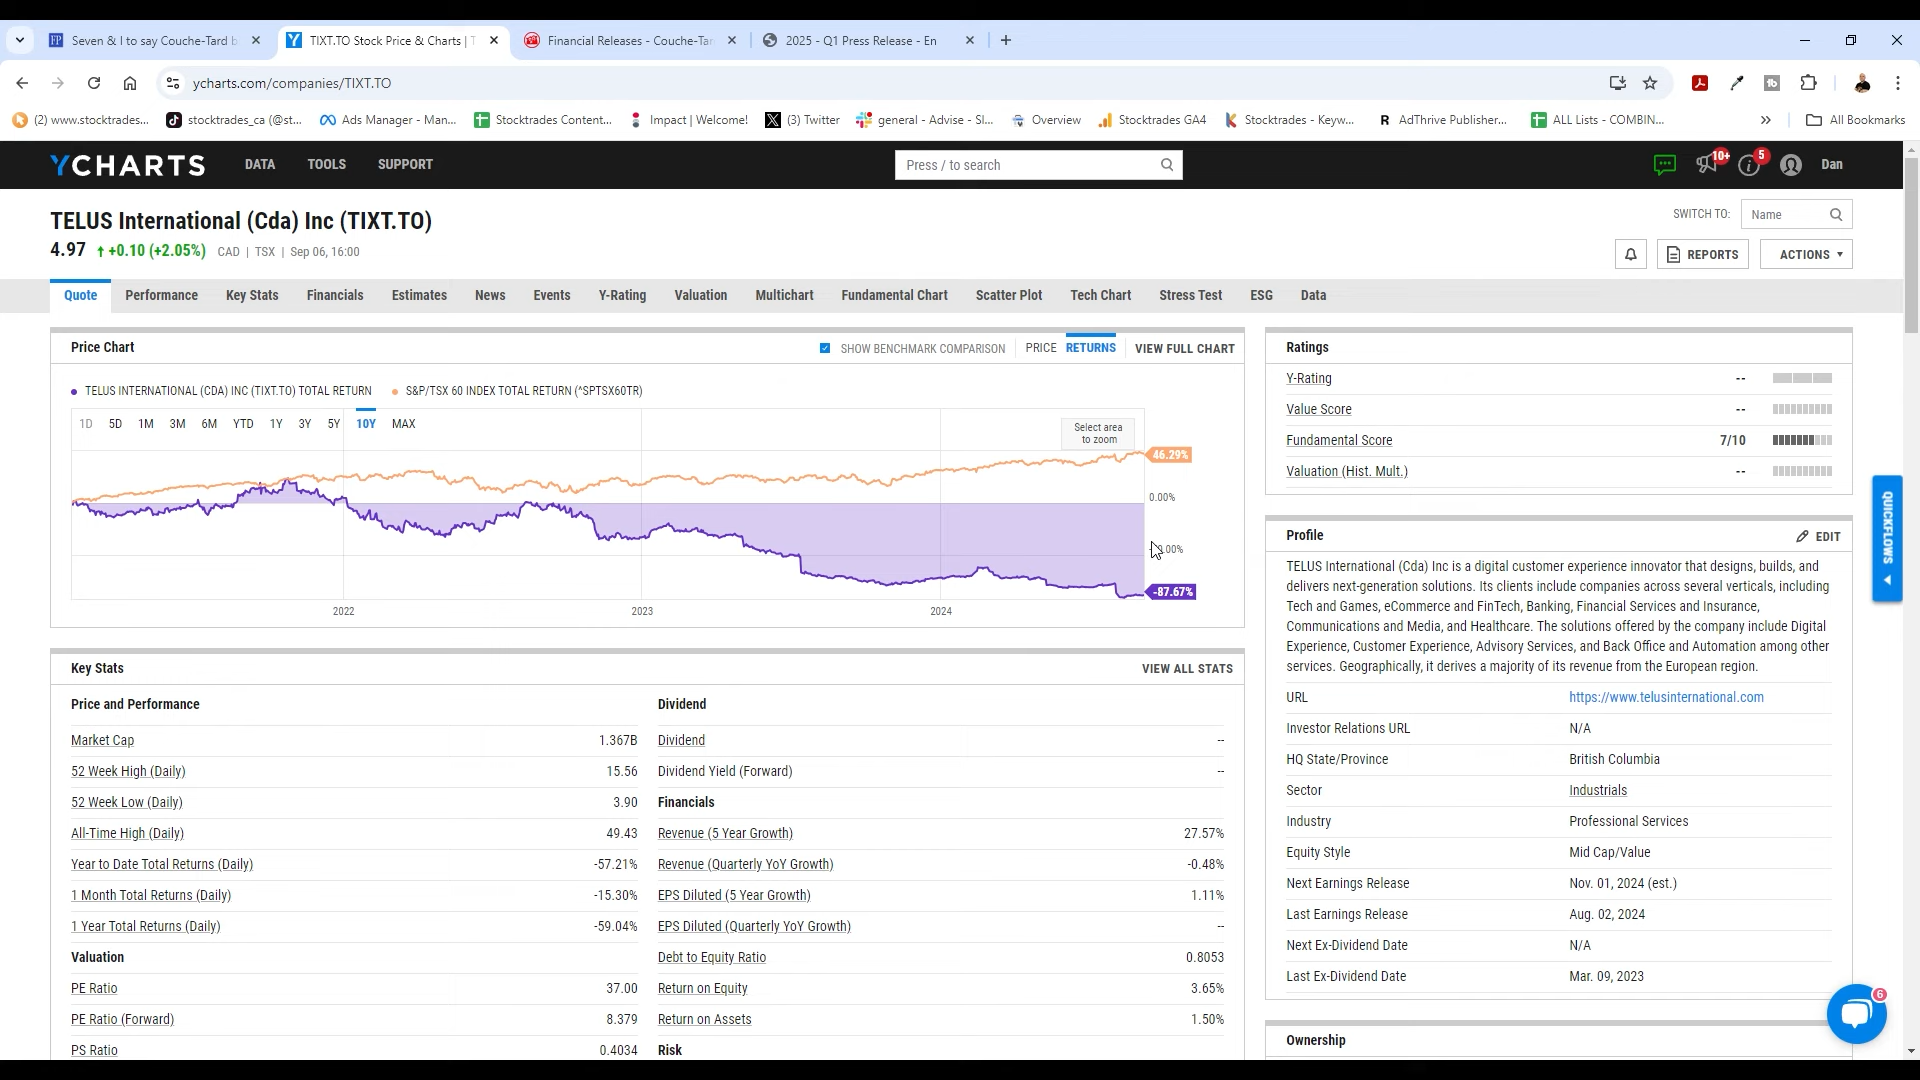 Seven & I to say Couche-Tard b
TIXT.TO Stock Price & Charts | T
Financial Releases - Couche-Tar
2025 - Q1 Press Release - En
ycharts.com/companies/TIXT.TO
(2) www.stocktrades...
stocktrades_ca (@st...
Ads Manager - Man...
Stocktrades Content...
Impact | Welcome!
(3) Twitter
general - Advise - Sl...
Overview
Stocktrades GA4
Stocktrades - Keyw...
AdThrive Publisher...
ALL Lists - COMBIN...
All Bookmarks
YCHARTS
DATA
TOOLS
SUPPORT
Press / to search
10+
5
Dan
TELUS International (Cda) Inc (TIXT.TO)
4.97 +0.10 (+2.05%) CAD | TSX | Sep 06, 16:00
SWITCH TO:
Name
REPORTS
ACTIONS
Quote
Performance
Key Stats
Financials
Estimates
News
Events
Y-Rating
Valuation
Multichart
Fundamental Chart
Scatter Plot
Tech Chart
Stress Test
ESG
Data
Price Chart
SHOW BENCHMARK COMPARISON
PRICE
RETURNS
VIEW FULL CHART
TELUS INTERNATIONAL (CDA) INC (TIXT.TO) TOTAL RETURN
S&P/TSX 60 INDEX TOTAL RETURN (^SPTSX60TR)
1D 5D 1M 3M 6M YTD 1Y 3Y 5Y 10Y MAX
Select area
to zoom
46.29%
0.00%
-87.67%
2022
2023
2024
Key Stats
VIEW ALL STATS
Price and Performance
Market Cap 1.367B
52 Week High (Daily) 15.56
52 Week Low (Daily) 3.90
All-Time High (Daily) 49.43
Year to Date Total Returns (Daily) -57.21%
1 Month Total Returns (Daily) -15.30%
1 Year Total Returns (Daily) -59.04%
Valuation
PE Ratio 37.00
PE Ratio (Forward) 8.379
PS Ratio 0.4034
Dividend
Dividend --
Dividend Yield (Forward) --
Financials
Revenue (5 Year Growth) 27.57%
Revenue (Quarterly YoY Growth) -0.48%
EPS Diluted (5 Year Growth) 1.11%
EPS Diluted (Quarterly YoY Growth) --
Debt to Equity Ratio 0.8053
Return on Equity 3.65%
Return on Assets 1.50%
Risk
Ratings
Y-Rating --
Value Score --
Fundamental Score 7/10
Valuation (Hist. Mult.) --
Profile
EDIT
TELUS International (Cda) Inc is a digital customer experience innovator that designs, builds, and
delivers next-generation solutions. Its clients include companies across several verticals, including
Tech and Games, eCommerce and FinTech, Banking, Financial Services and Insurance,
Communications and Media, and Healthcare. The solutions offered by the company include Digital
Experience, Customer Experience, Advisory Services, and Back Office and Automation among other
services. Geographically, it derives a majority of its revenue from the European region.
URL https://www.telusinternational.com
Investor Relations URL N/A
HQ State/Province British Columbia
Sector Industrials
Industry Professional Services
Equity Style Mid Cap/Value
Next Earnings Release Nov. 01, 2024 (est.)
Last Earnings Release Aug. 02, 2024
Next Ex-Dividend Date N/A
Last Ex-Dividend Date Mar. 09, 2023
Ownership
QUICKFLOWS
6